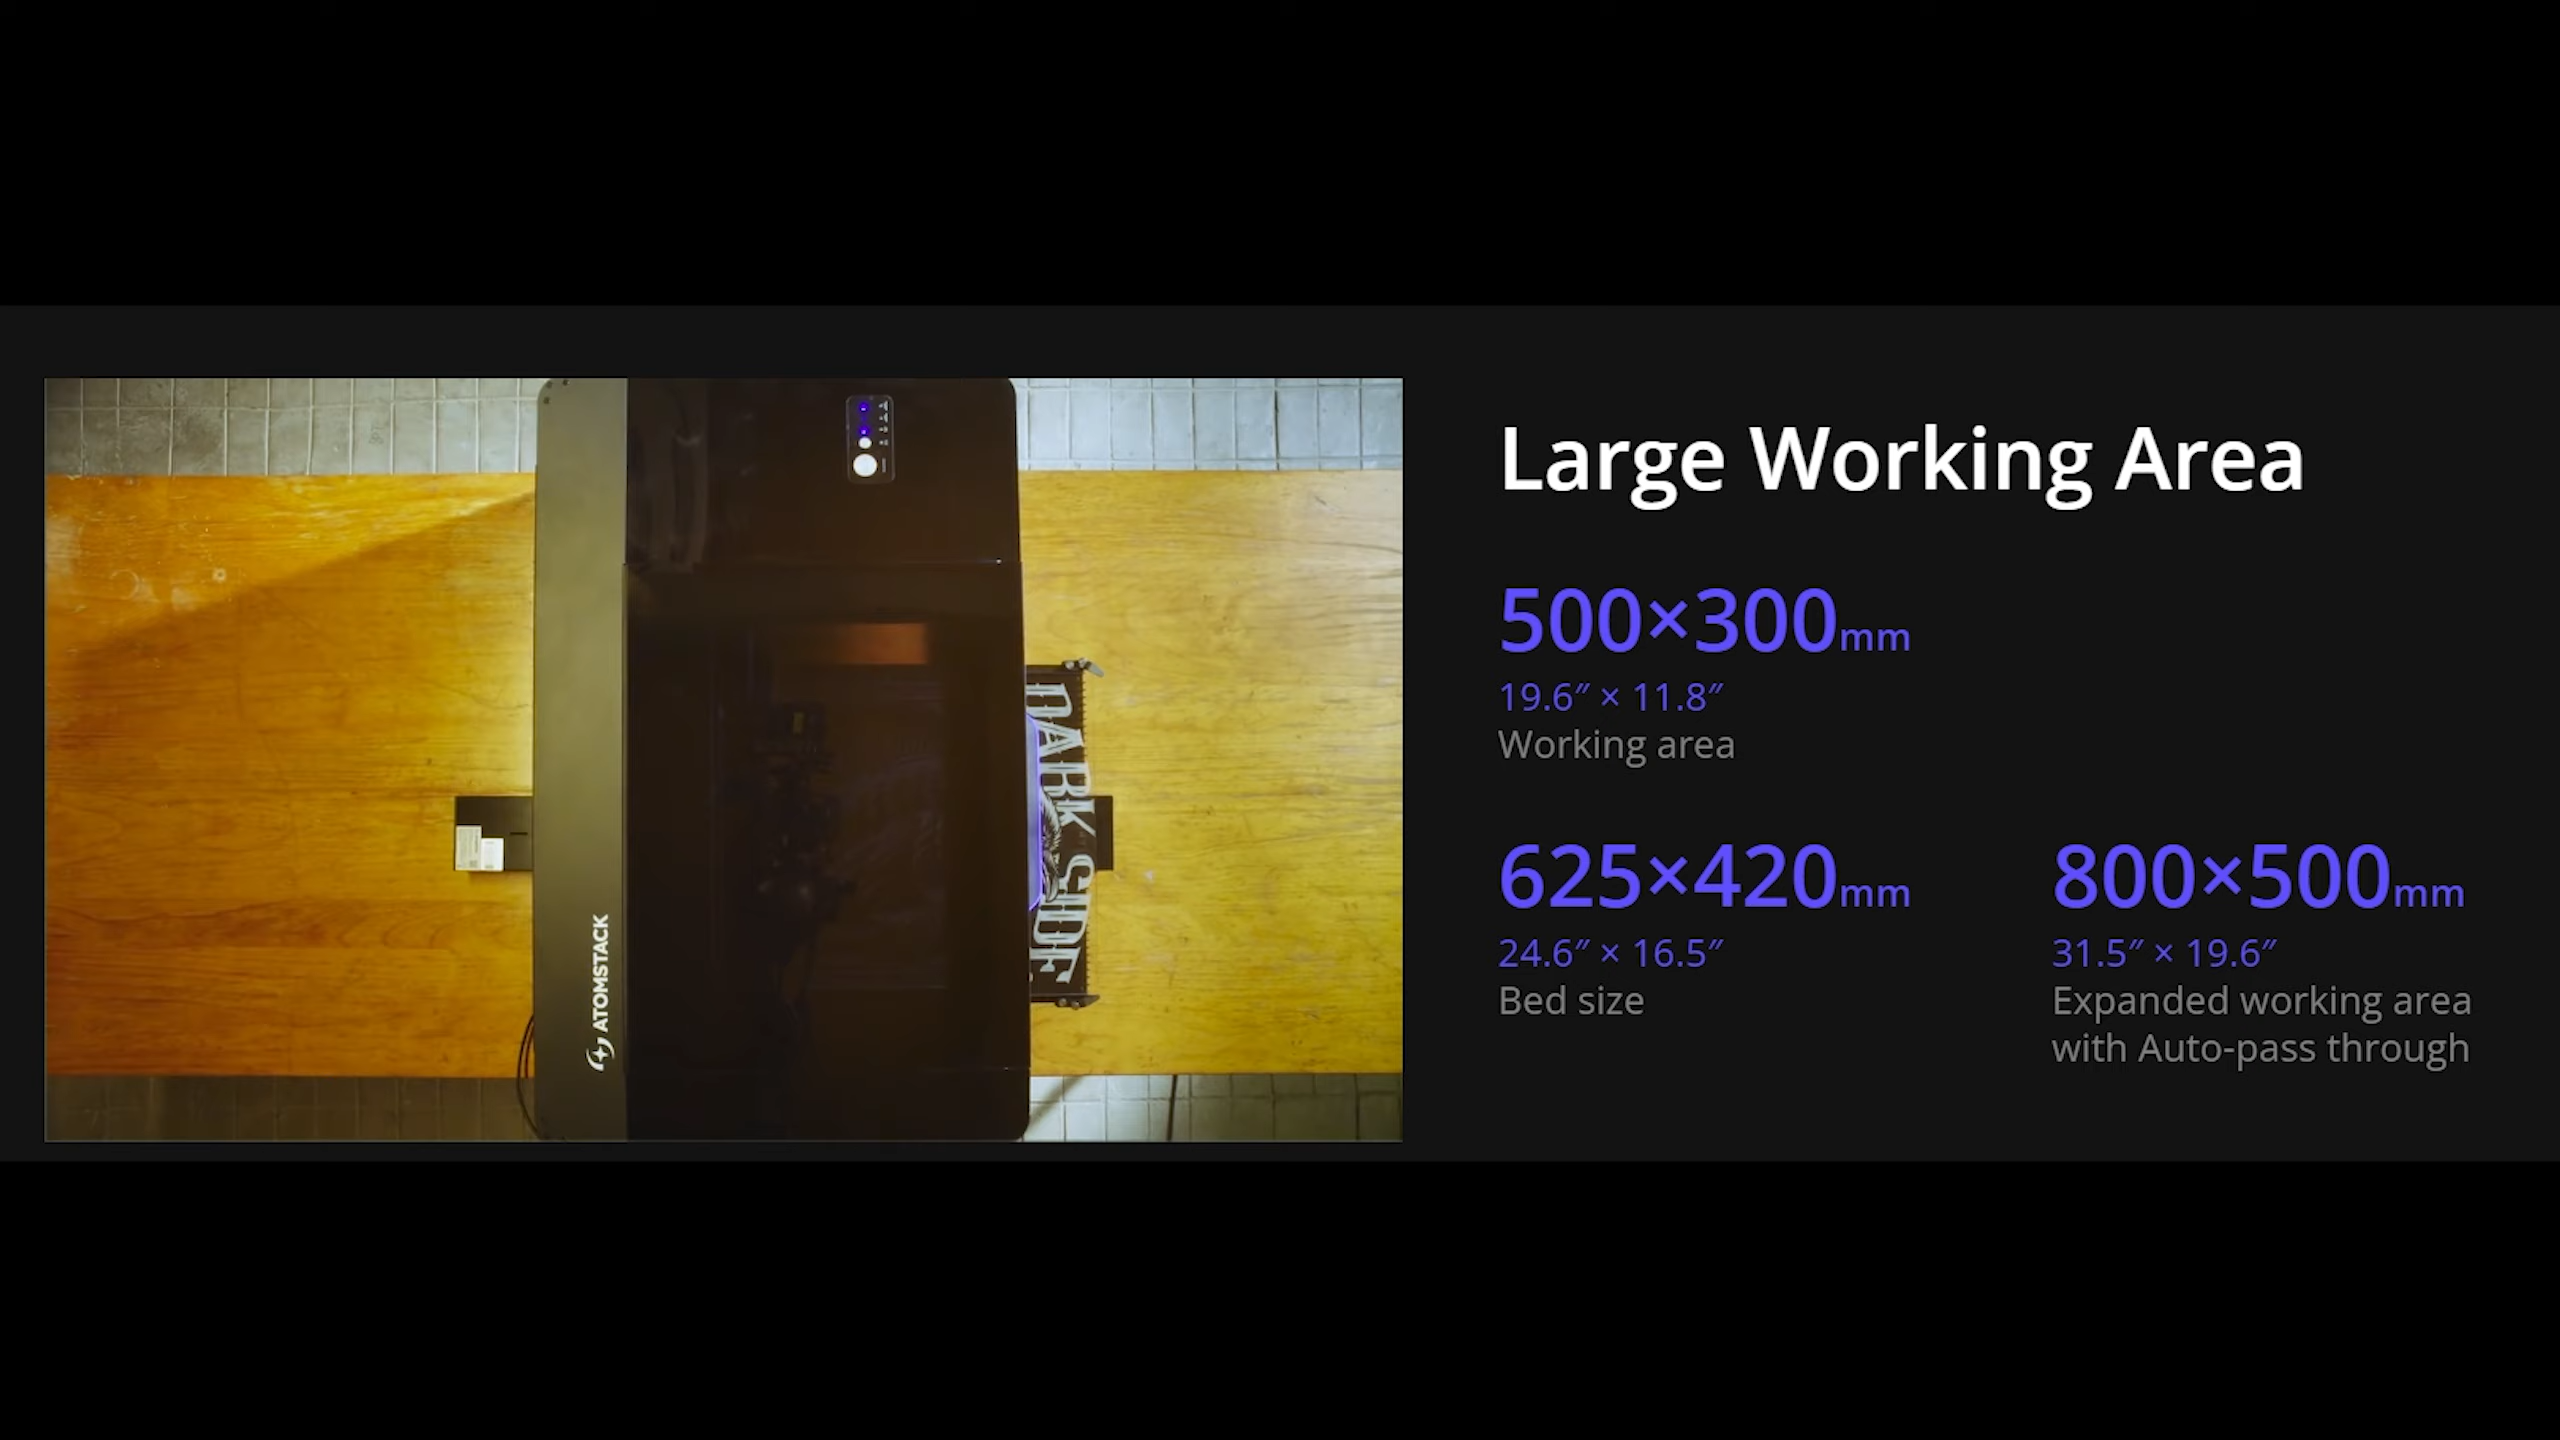 ATOMSTACK
DARK SIDE
Large Working Area
500×300mm
19.6″ × 11.8″
Working area
625×420mm
24.6″ × 16.5″
Bed size
800×500mm
31.5″ × 19.6″
Expanded working area
with Auto-pass through